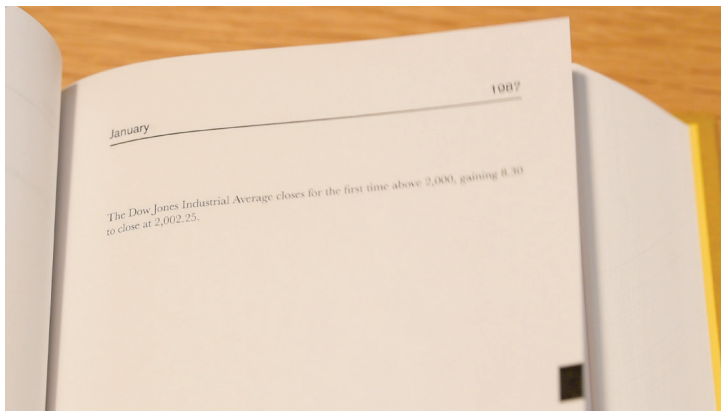 January 1987
The Dow Jones Industrial Average closes for the first time above 2,000, gaining 8.30
to close at 2,002.25.